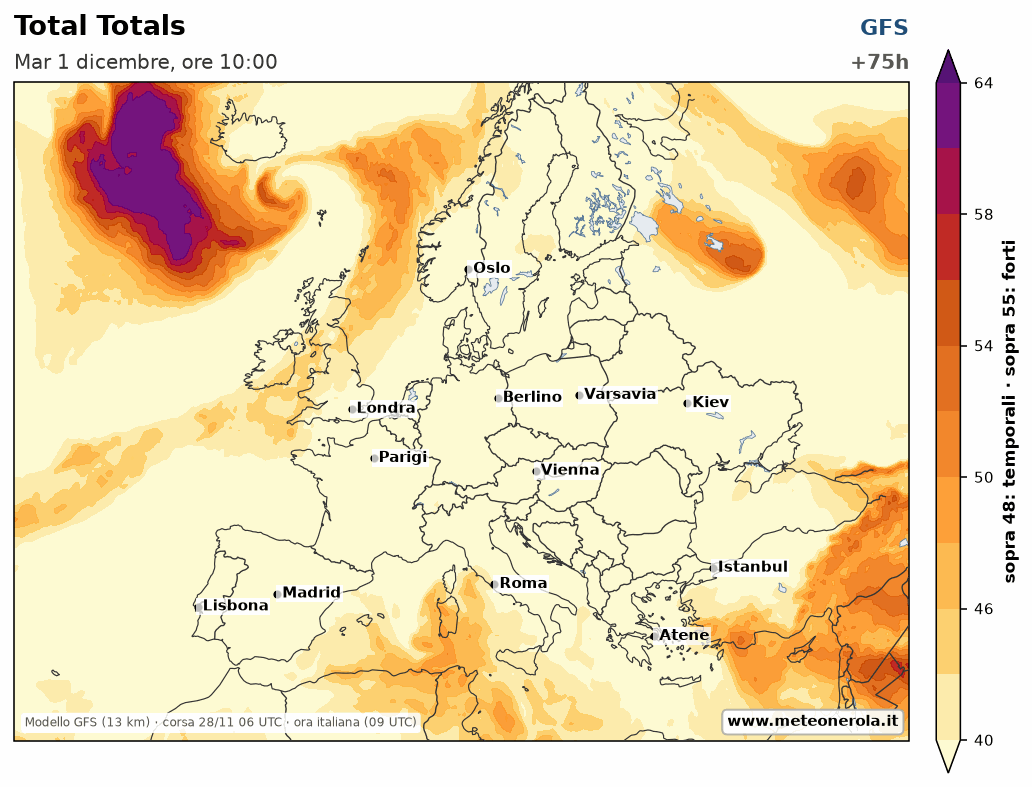 Total Totals
GFS
Mar 1 dicembre, ore 10:00
+75h
Oslo
Londra
Berlino
Varsavia
Kiev
Parigi
Vienna
Istanbul
Roma
Madrid
Lisbona
Atene
Modello GFS (13 km) · corsa 28/11 06 UTC · ora italiana (09 UTC)
www.meteonerola.it
64
58
54
50
46
40
sopra 48: temporali · sopra 55: forti